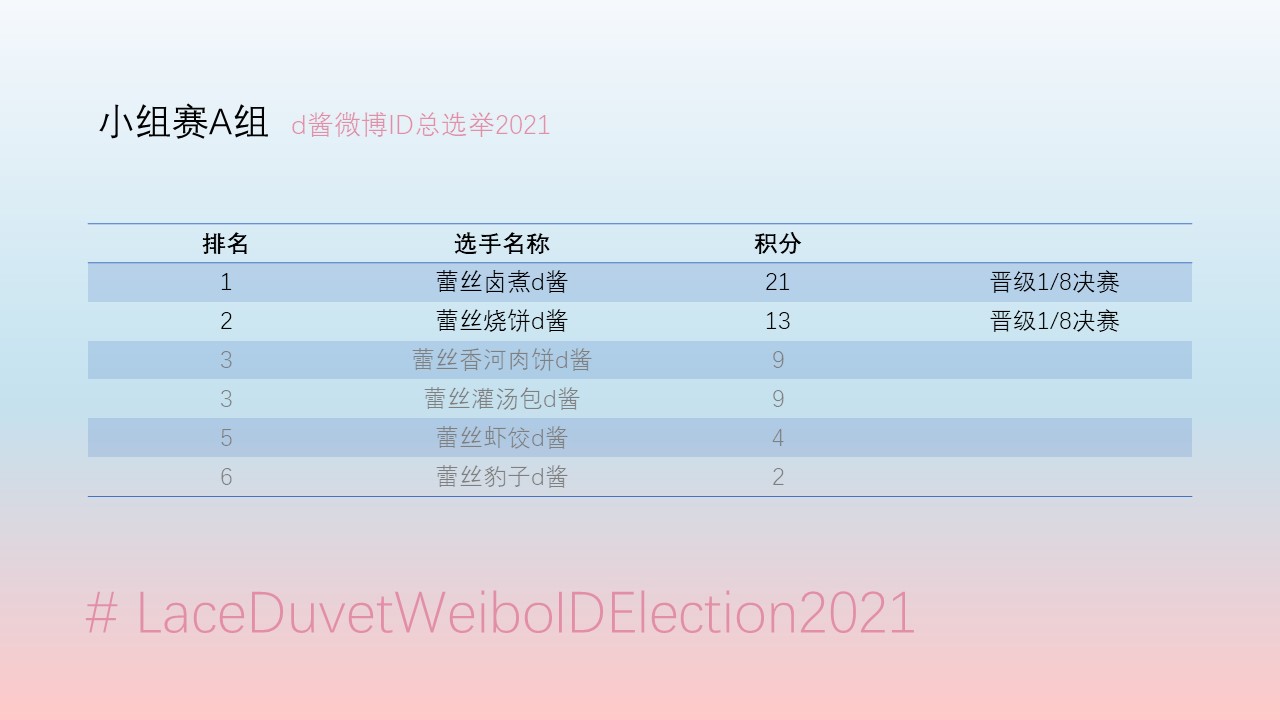 小组赛A组 d酱微博ID总选举2021
排名 选手名称 积分
1 蕾丝卤煮d酱 21 晋级1/8决赛
2 蕾丝烧饼d酱 13 晋级1/8决赛
3 蕾丝香河肉饼d酱 9
3 蕾丝灌汤包d酱 9
5 蕾丝虾饺d酱 4
6 蕾丝豹子d酱 2
# LaceDuvetWeiboIDElection2021